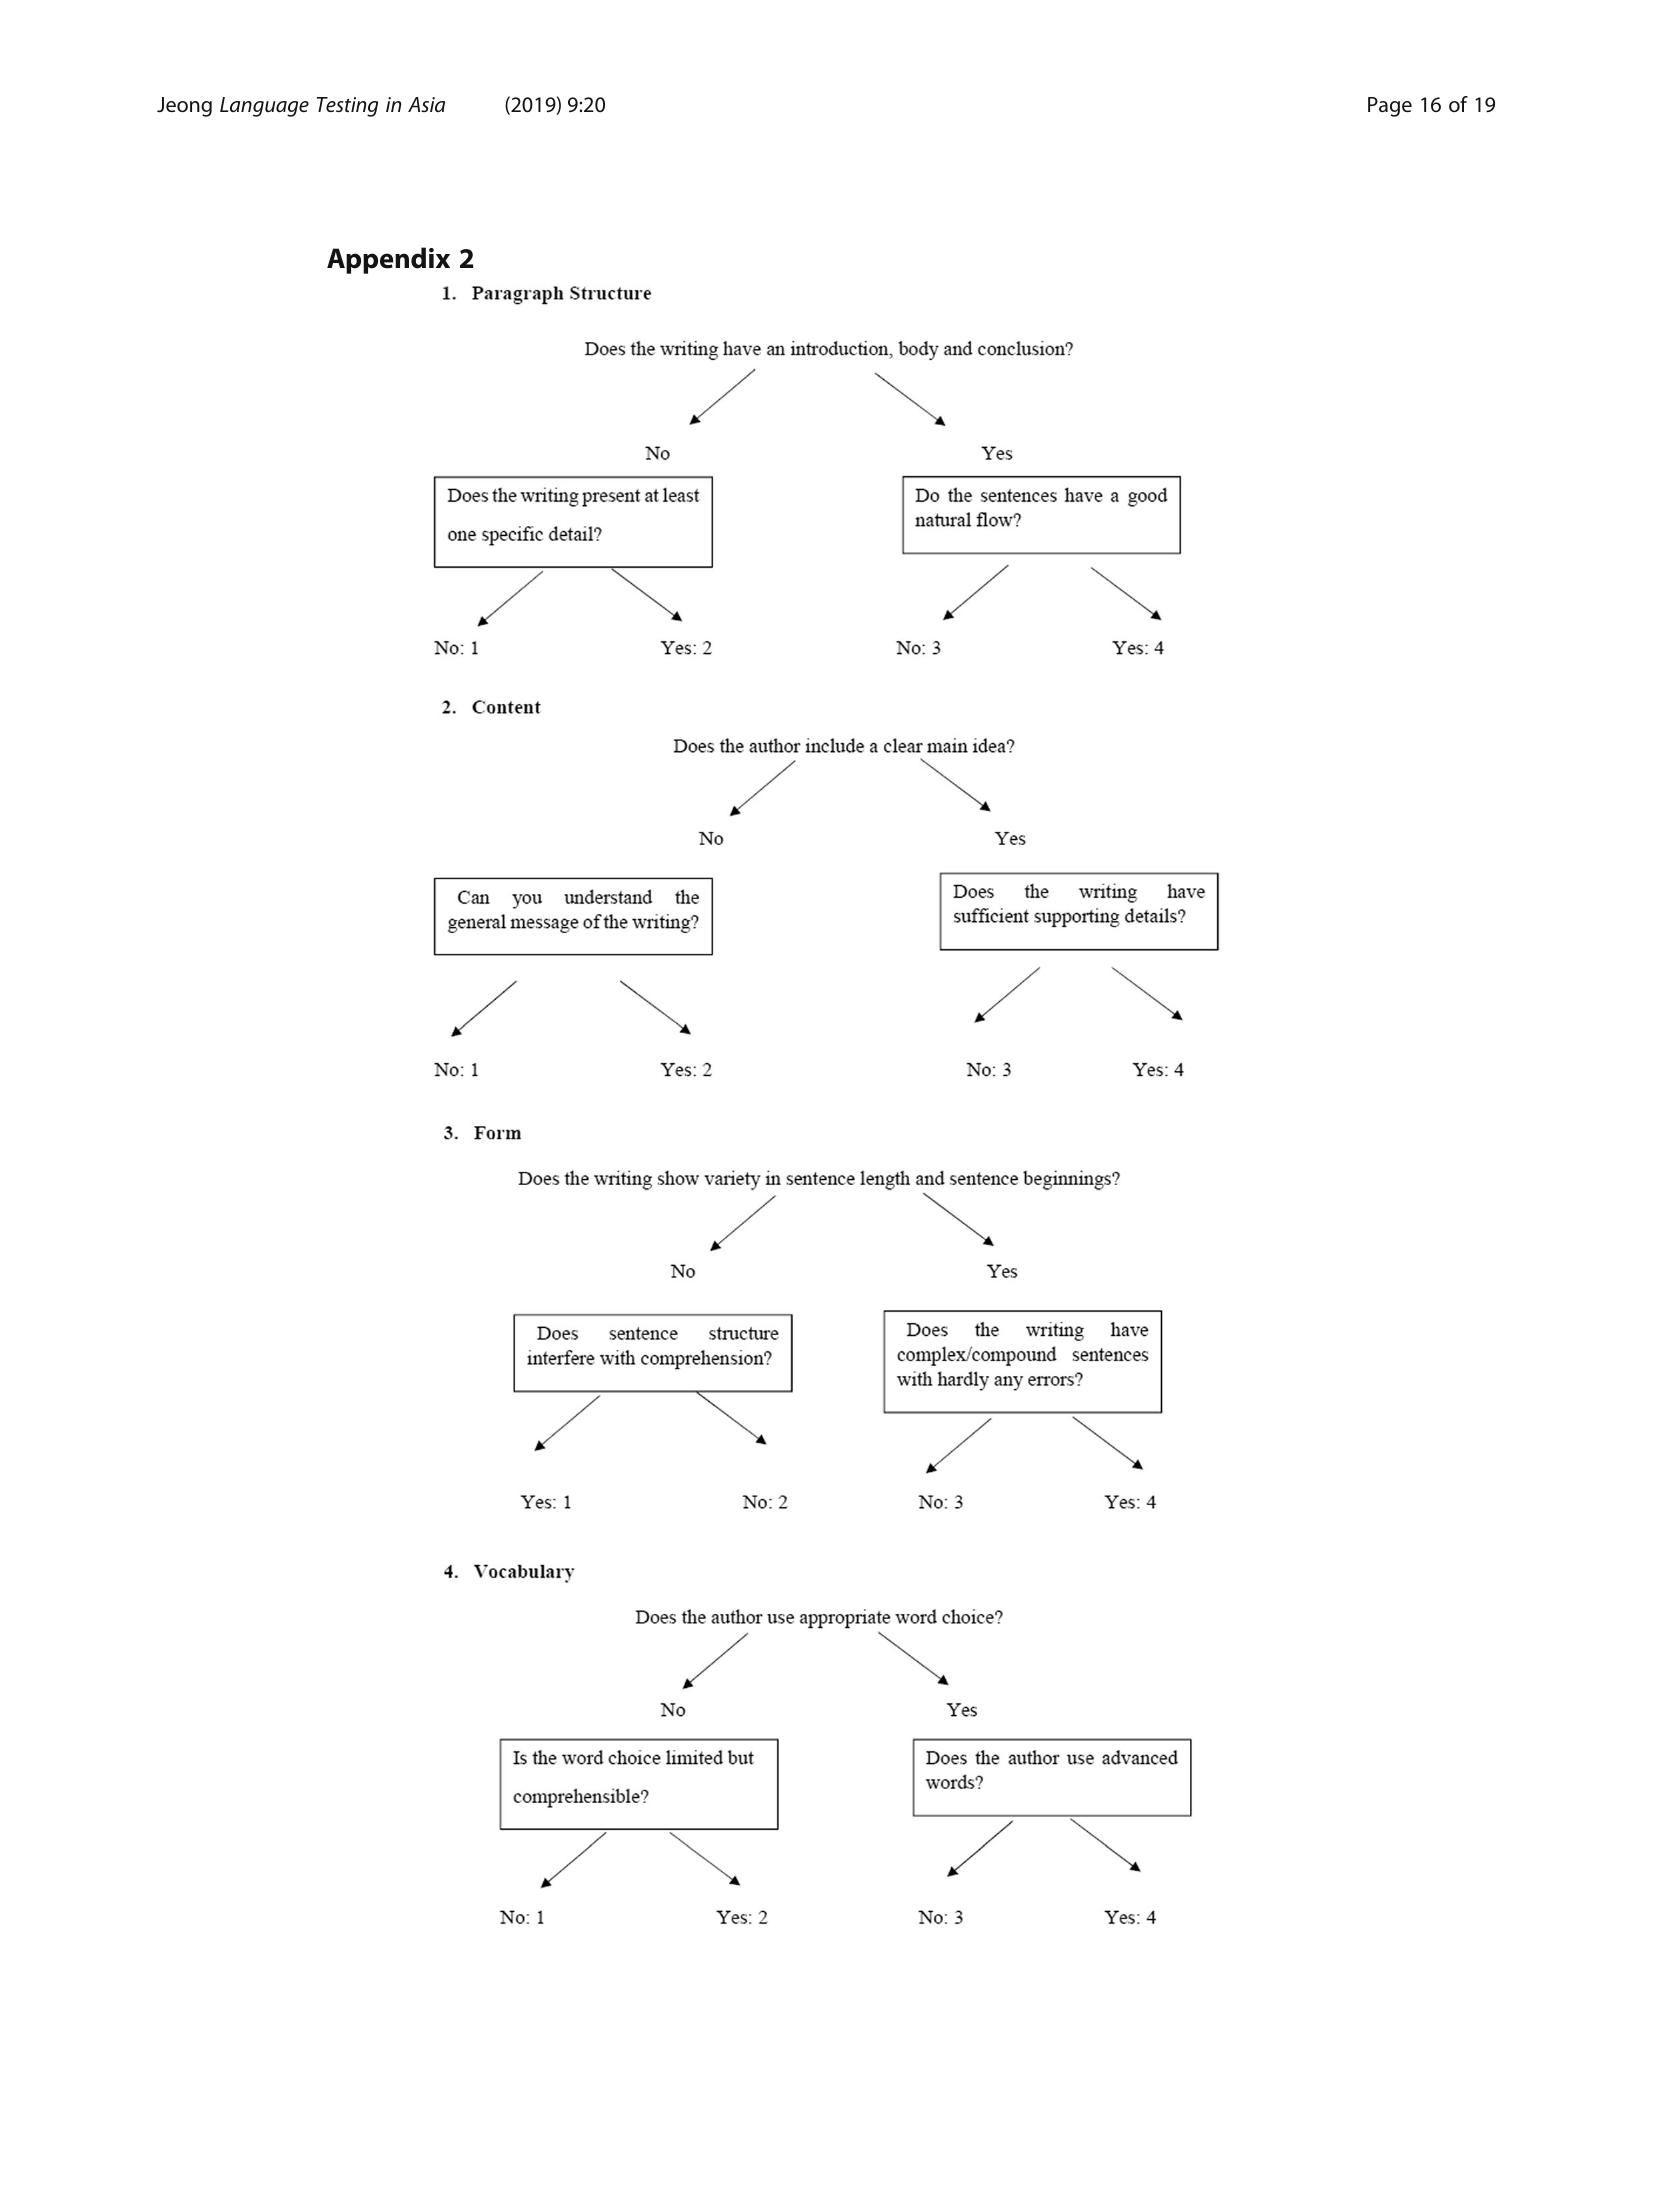 Jeong Language Testing in Asia (2019) 9:20 Page 16 of 19
Appendix 2
1. Paragraph Structure
Does the writing have an introduction, body and conclusion?
No Yes
Does the writing present at least
one specific detail?
Do the sentences have a good
natural flow?
No: 1 Yes: 2 No: 3 Yes: 4
2. Content
Does the author include a clear main idea?
No Yes
Can you understand the
general message of the writing?
Does the writing have
sufficient supporting details?
No: 1 Yes: 2 No: 3 Yes: 4
3. Form
Does the writing show variety in sentence length and sentence beginnings?
No Yes
Does sentence structure
interfere with comprehension?
Does the writing have
complex/compound sentences
with hardly any errors?
Yes: 1 No: 2 No: 3 Yes: 4
4. Vocabulary
Does the author use appropriate word choice?
No Yes
Is the word choice limited but
comprehensible?
Does the author use advanced
words?
No: 1 Yes: 2 No: 3 Yes: 4